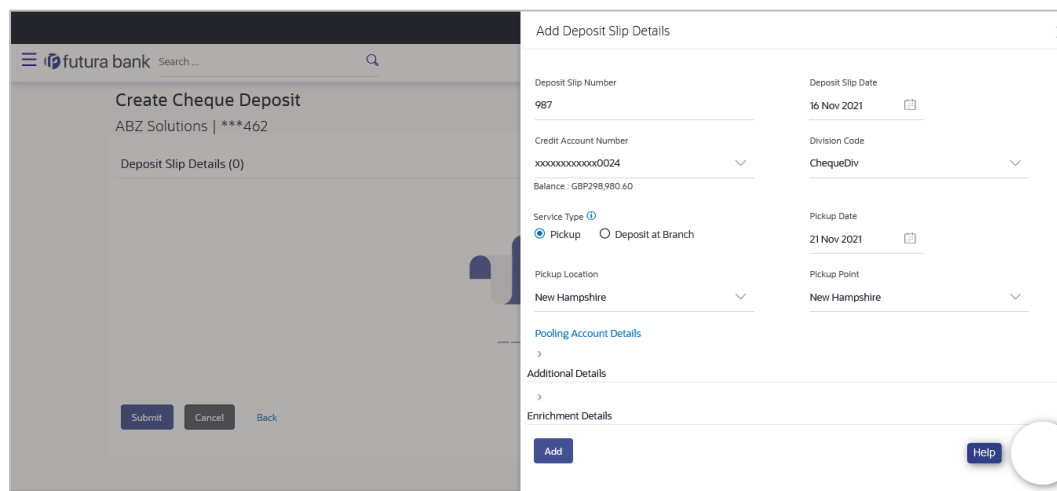 Add Deposit Slip Details
futura bank Search ...
Create Cheque Deposit
ABZ Solutions | ***462
Deposit Slip Details (0)
Submit Cancel Back
Deposit Slip Number Deposit Slip Date
987 16 Nov 2021
Credit Account Number Division Code
xxxxxxxxxxxx0024 ChequeDiv
Balance : GBP298,980.60
Service Type Pickup Date
Pickup Deposit at Branch 21 Nov 2021
Pickup Location Pickup Point
New Hampshire New Hampshire
Pooling Account Details
Additional Details
Enrichment Details
Add Help